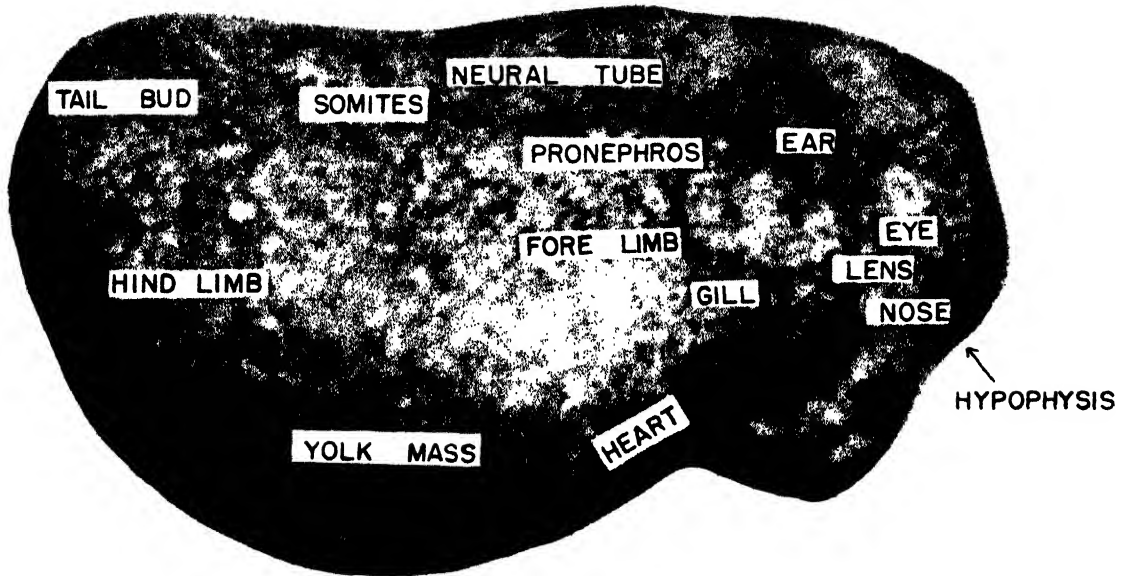 NEURAL TUBE
TAIL BUD
SOMITES
EAR
PRONEPHROS
EYE
FORE LIMB
LENS
HIND LIMB
GILL
NOSE
HYPOPHYSIS
HEART
YOLK MASS